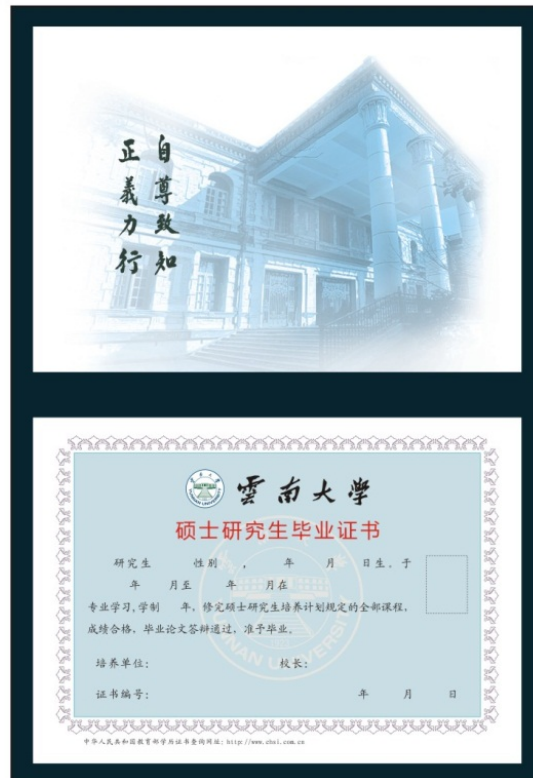 自尊致知
正義力行
雲南大學
硕士研究生毕业证书
研究生 性别 , 年 月 日生, 于
年 月至 年 月在
专业学习,学制 年, 修完硕士研究生培养计划规定的全部课程,
成绩合格, 毕业论文答辩通过, 准予毕业。
培养单位: 校长:
证书编号: 年 月 日
中华人民共和国教育部学历证书查询网址: http://www.chsi.com.cn
YUNNAN UNIVERSITY